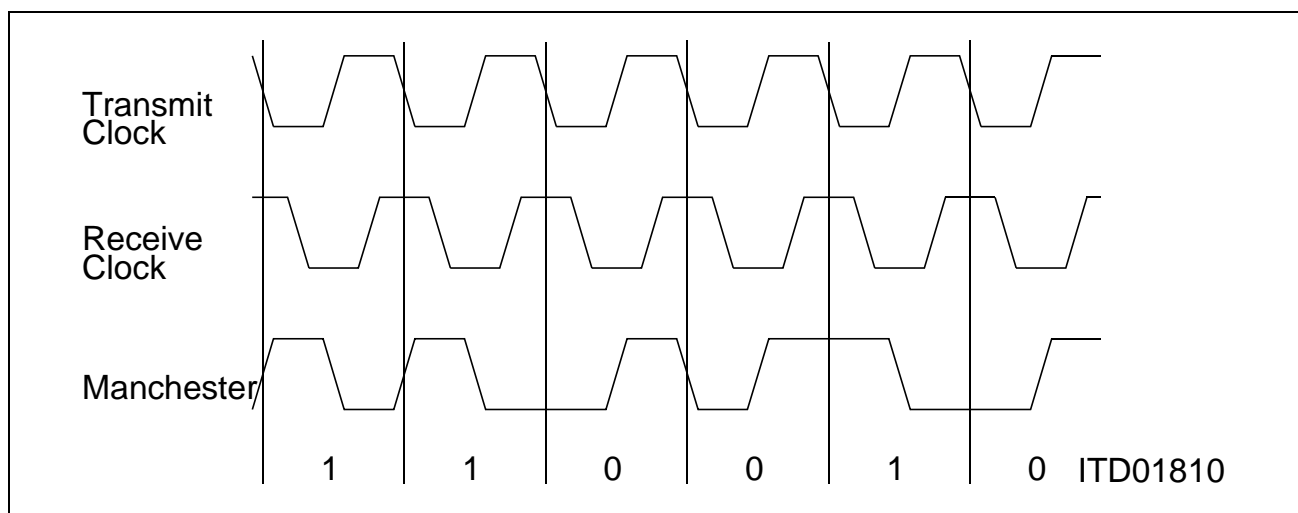 Transmit
Clock
Receive
Clock
Manchester
1 1 0 0 1 0 ITD01810